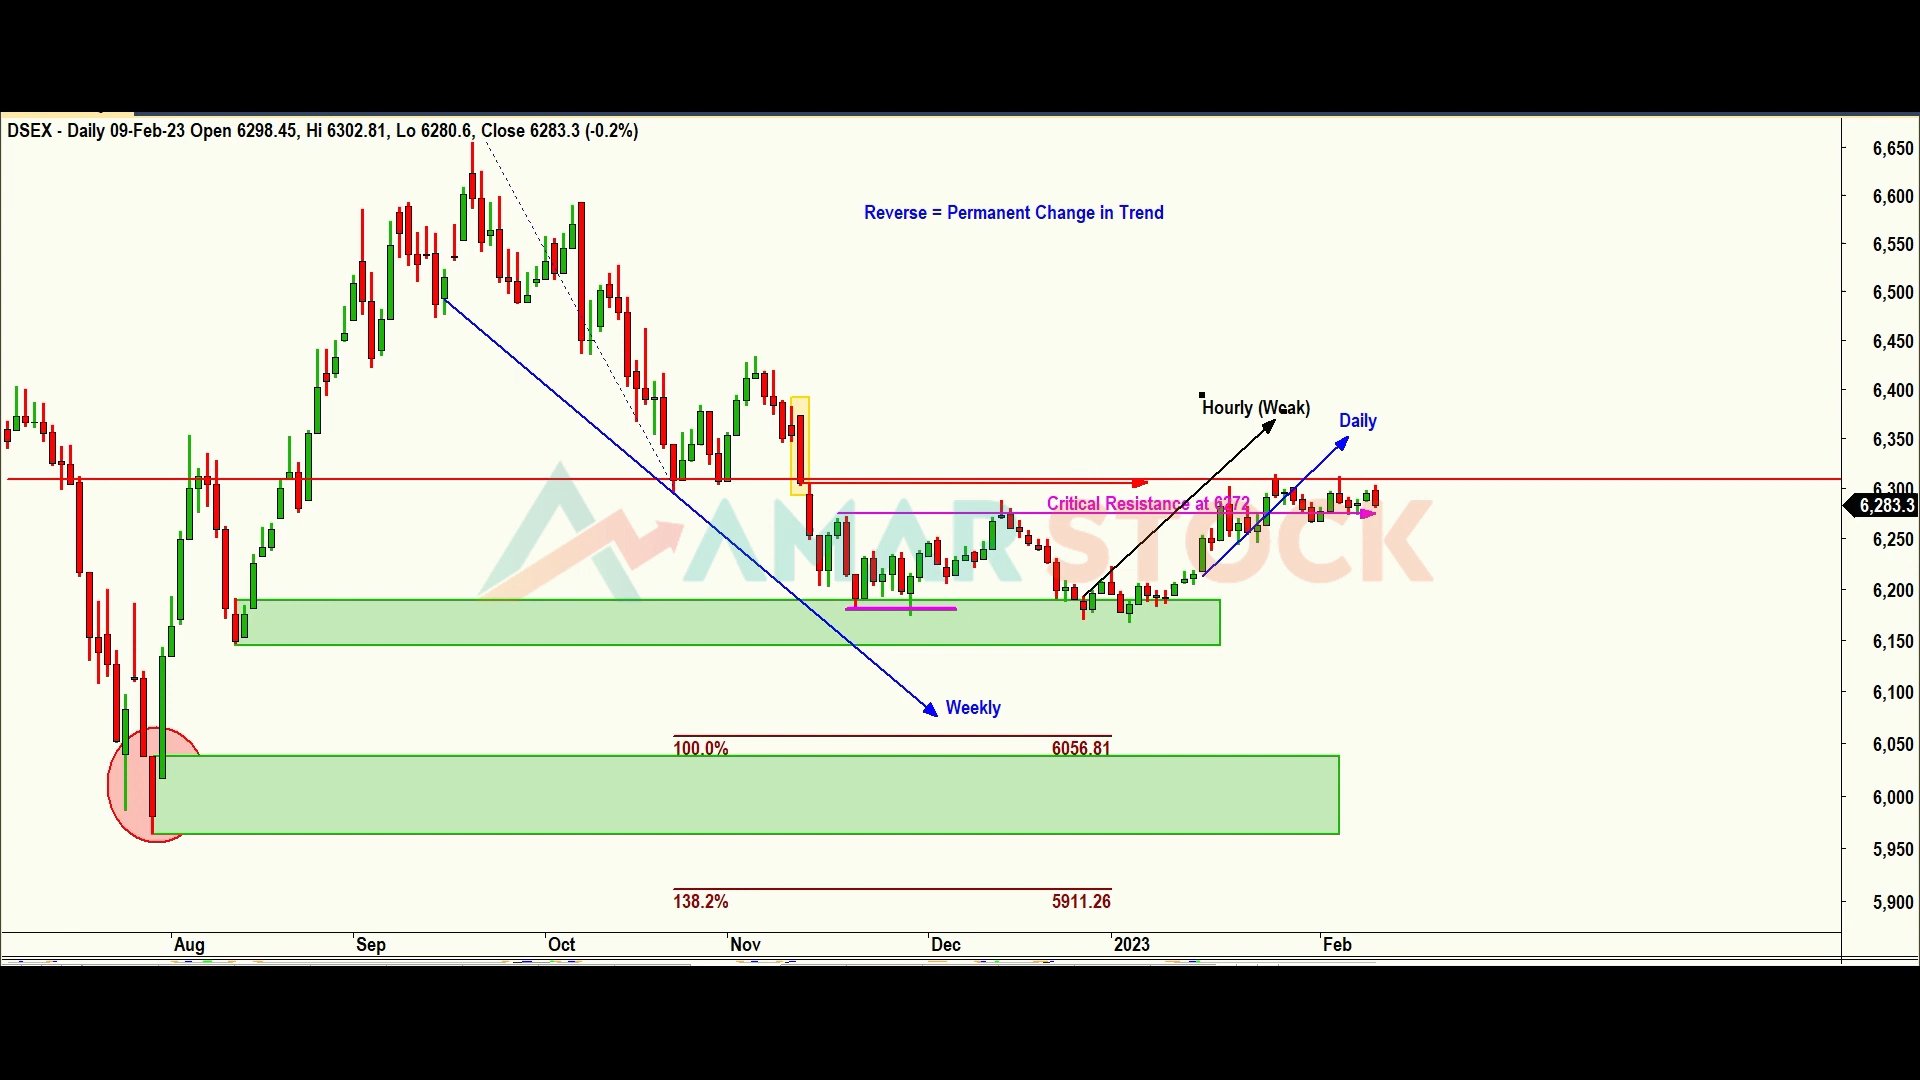 DSEX - Daily 09-Feb-23 Open 6298.45, Hi 6302.81, Lo 6280.6, Close 6283.3 (-0.2%)
6,650
6,600
Reverse = Permanent Change in Trend
6,550
6,500
6,450
6,400
Hourly (Weak)
Daily
6,350
6,300
Critical Resistance at 6272
6,283.3
AMARSTOCK
6,250
6,200
6,150
6,100
Weekly
100.0% 6056.81
6,050
6,000
5,950
138.2% 5911.26
5,900
Aug Sep Oct Nov Dec 2023 Feb